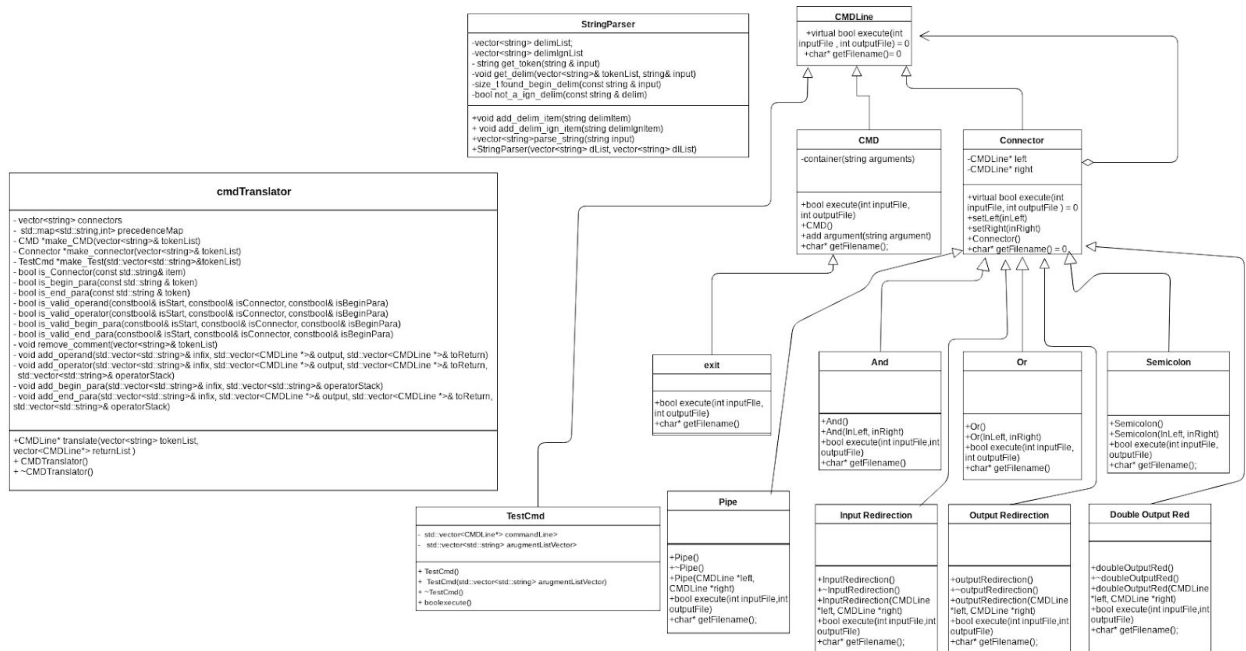 StringParser
-vector<string> delimList;
-vector<string> delimIgnList
- string get_token(string & input)
-void get_delim(vector<string>& tokenList, string& input)
-size_t found_begin_delim(const string & input)
-bool not_a_ign_delim(const string & delim)
+void add_delim_item(string delimItem)
+ void add_delim_ign_item(string delimIgnItem)
+vector<string>parse_string(string input)
+StringParser(vector<string> dList, vector<string> dlList)
CMDLine
+virtual bool execute(int
inputFile , int outputFile) = 0
+char* getFilename()= 0
CMD
-container(string arguments)
+bool execute(int inputFile,
int outputFile)
+CMD()
+add argument(string argument)
+char* getFilename();
Connector
-CMDLine* left
-CMDLine* right
+virtual bool execute(int
inputFile, int outputFile ) = 0
+setLeft(inLeft)
+setRight(inRight)
+Connector()
+char* getFilename() = 0
cmdTranslator
- vector<string> connectors
- std::map<std::string,int> precedenceMap
- CMD *make_CMD(vector<string>& tokenList)
- Connector *make_connector(vector<string>& tokenList)
- TestCmd *make_Test(std::vector<std::string>&tokenList)
- bool is_Connector(const std::string& item)
- bool is_begin_para(const std::string & token)
- bool is_end_para(const std::string & token)
- bool is_valid_operand(constbool& isStart, constbool& isConnector, constbool& isBeginPara)
- bool is_valid_operator(constbool& isStart, constbool& isConnector, constbool& isBeginPara)
- bool is_valid_begin_para(constbool& isStart, constbool& isConnector, constbool& isBeginPara)
- bool is_valid_end_para(constbool& isStart, constbool& isConnector, constbool& isBeginPara)
- void remove_comment(vector<string>& tokenList)
- void add_operand(std::vector<std::string>& infix, std::vector<CMDLine *>& output, std::vector<CMDLine *>& toReturn)
- void add_operator(std::vector<std::string>& infix, std::vector<CMDLine *>& output, std::vector<CMDLine *>& toReturn,
std::vector<std::string>& operatorStack)
- void add_begin_para(std::vector<std::string>& infix, std::vector<std::string>& operatorStack)
- void add_end_para(std::vector<std::string>& infix, std::vector<CMDLine *>& output, std::vector<CMDLine *>& toReturn,
std::vector<std::string>& operatorStack)
+CMDLine* translate(vector<string> tokenList,
vector<CMDLine*> returnList )
+ CMDTranslator()
+ ~CMDTranslator()
exit
+bool execute(int inputFIle,
int outputFile)
+char* getFilename()
And
+And()
+And(InLeft, inRight)
+bool execute(int inputFile,int
outputFile)
+char* getFilename()
Or
+Or()
+Or(InLeft, inRight)
+bool execute(int inputFile,
int outputFile)
+char* getFilename()
Semicolon
+Semicolon()
+Semicolon(InLeft, inRight)
+bool execute(int inputFile,
outputFile)
+char* getFilename();
TestCmd
- std::vector<CMDLine*> commandLine>
- std::vector<std::string> arugmentListVector>
+ TestCmd()
+ TestCmd(std::vector<std::string> arugmentListVector)
+ ~TestCmd()
+ boolexecute()
Pipe
+Pipe()
+~Pipe()
+Pipe(CMDLine *left,
CMDLine *right)
+bool execute(int inputFile,int
outputFile)
+char* getFilename();
Input Redirection
+InputRedirection()
+~InputRedirection()
+InputRedirection(CMDLine
*left, CMDLine *right)
+bool execute(int inputFile,int
outputFile)
+char* getFilename();
Output Redirection
+outputRedirection()
+~outputRedirection()
+outputRedirection(CMDLine
*left, CMDLine *right)
+bool execute(int inputFile,int
outputFile)
+char* getFilename();
Double Output Red
+doubleOutputRed()
+~doubleOutputRed()
+doubleOutputRed(CMDLine
*left, CMDLine *right)
+bool execute(int inputFile,int
outputFile)
+char* getFilename();